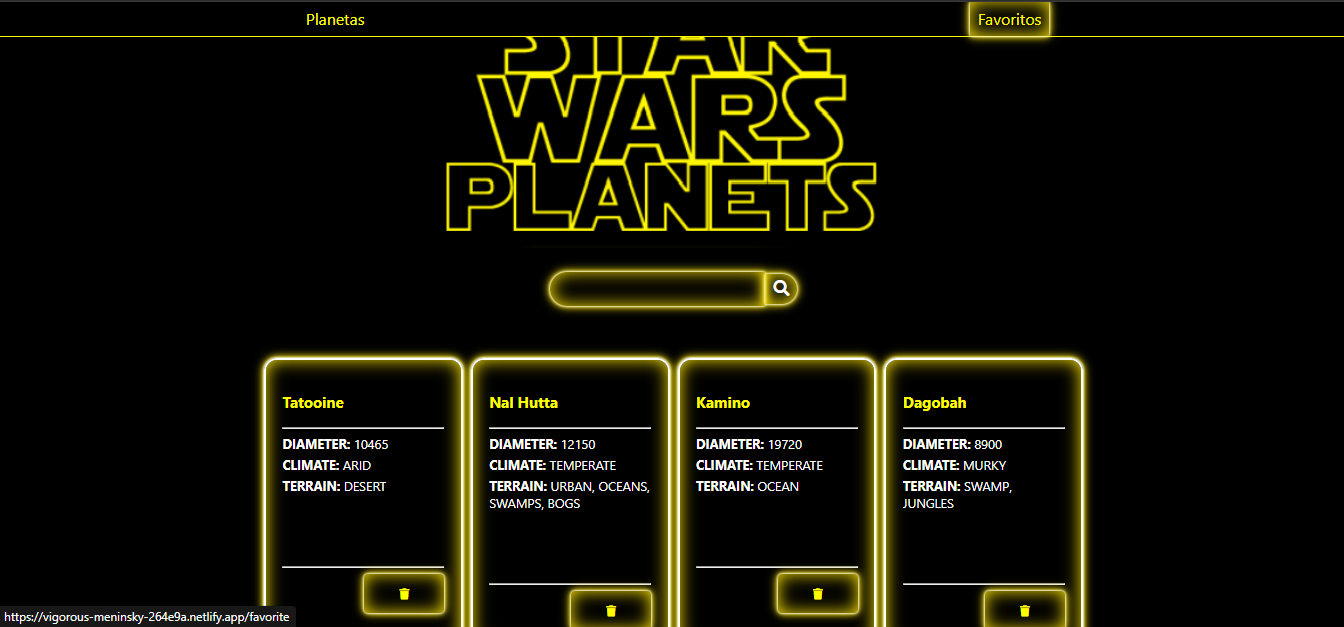 Planetas
Favoritos
STAR
WARS
PLANETS
Tatooine
DIAMETER: 10465
CLIMATE: ARID
TERRAIN: DESERT
Nal Hutta
DIAMETER: 12150
CLIMATE: TEMPERATE
TERRAIN: URBAN, OCEANS,
SWAMPS, BOGS
Kamino
DIAMETER: 19720
CLIMATE: TEMPERATE
TERRAIN: OCEAN
Dagobah
DIAMETER: 8900
CLIMATE: MURKY
TERRAIN: SWAMP,
JUNGLES
https://vigorous-meninsky-264e9a.netlify.app/favorite